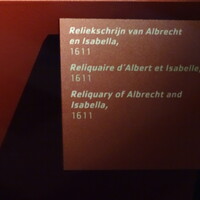 Reliekschrijn van Albrecht
en Isabella,
1611
Reliquaire d'Albert et Isabelle,
1611
Reliquary of Albrecht and
Isabella,
1611